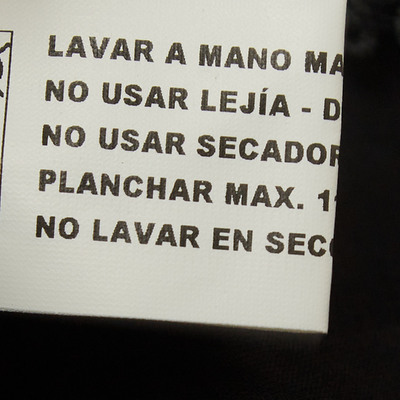 LAVAR A MANO MA
NO USAR LEJÍA - D
NO USAR SECADOR
PLANCHAR MAX. 1
NO LAVAR EN SEC